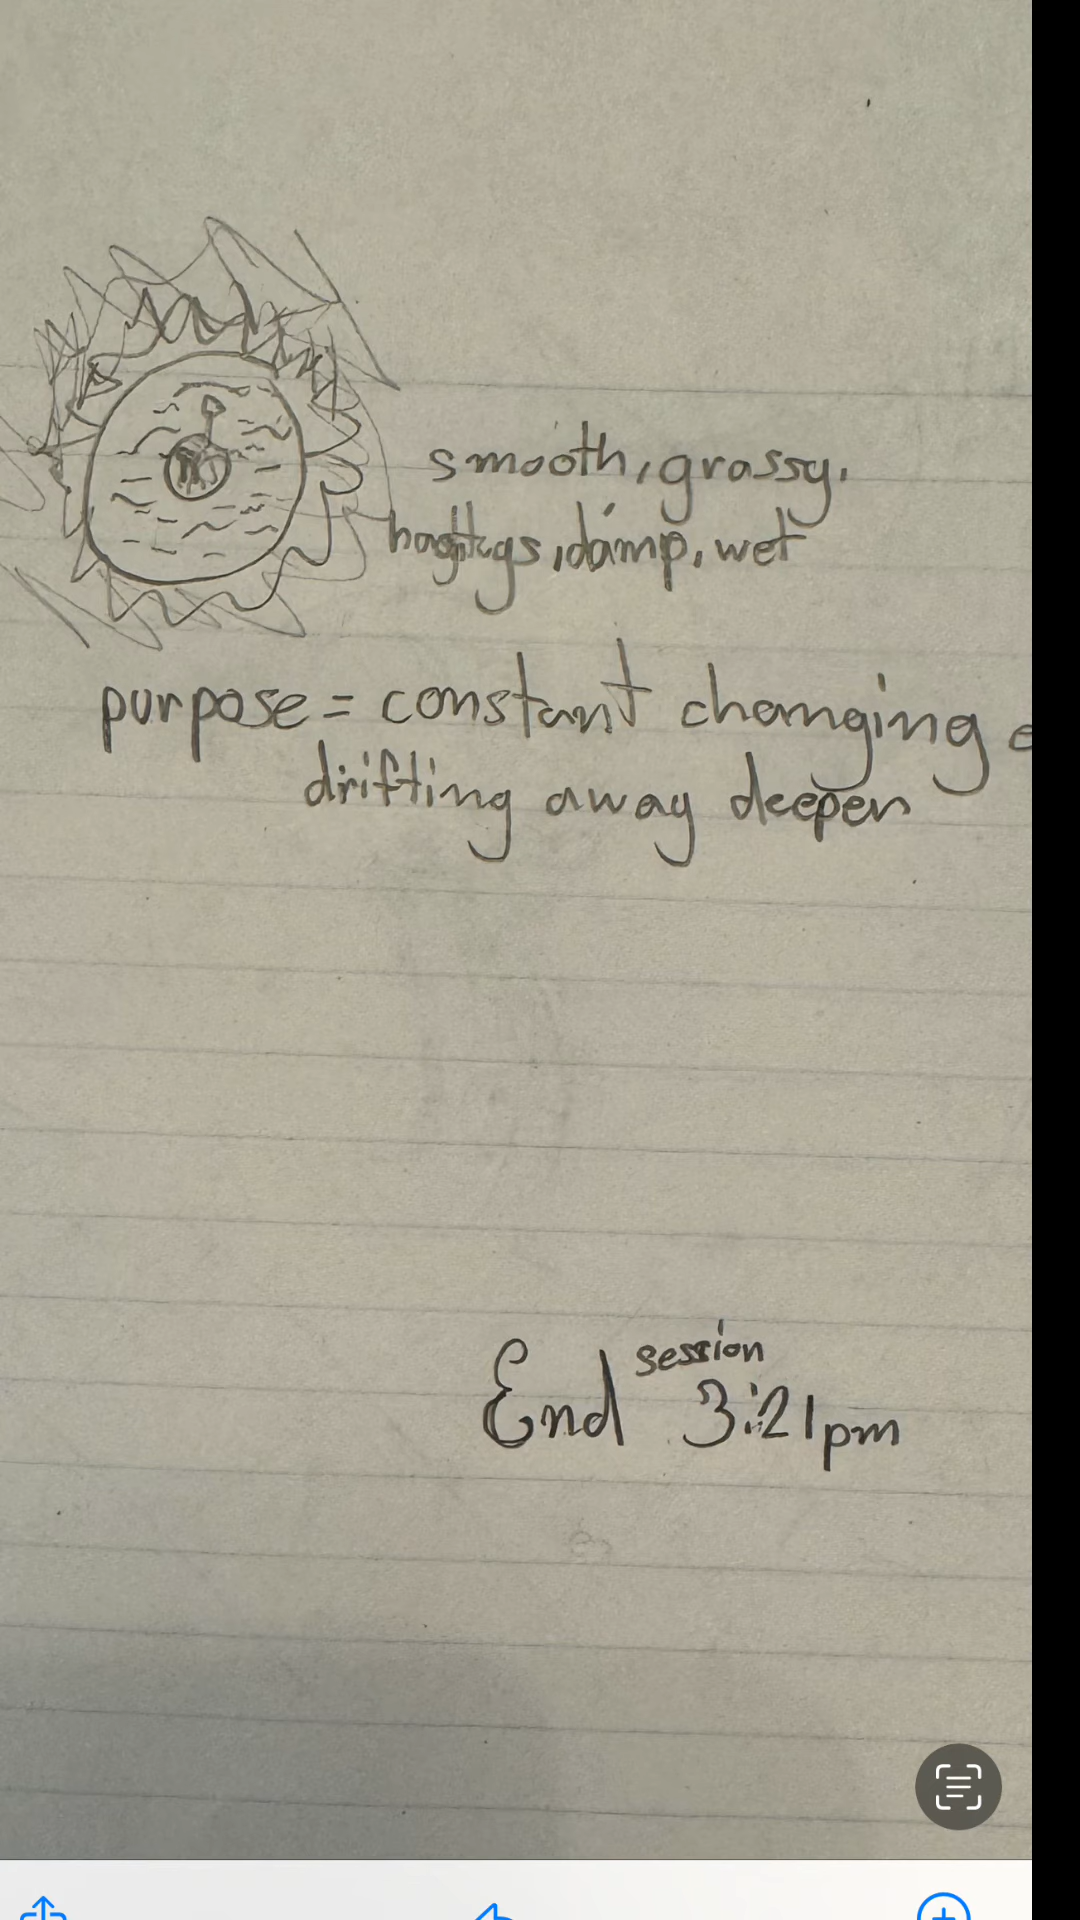 smooth, grassy,
damp, wet
purpose = constant changing
drifting away deeper
session
End 3:21pm